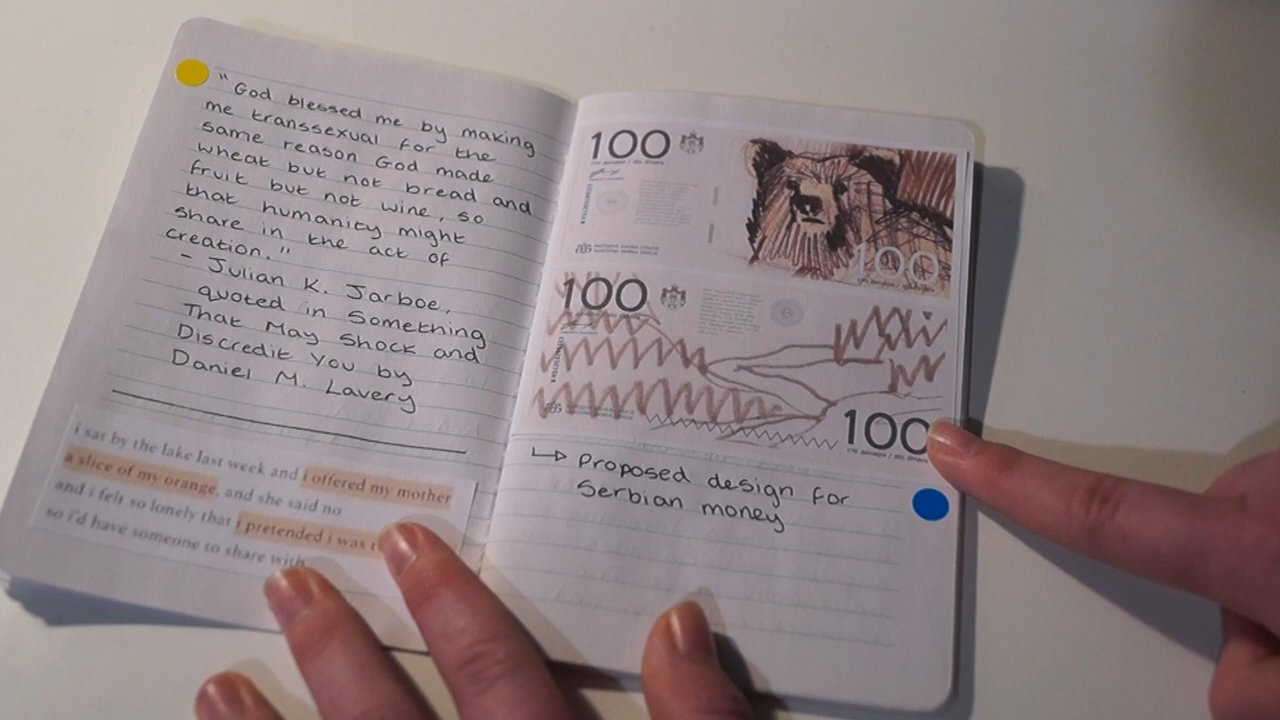 "God blessed me by making
me transsexual for the
same reason God made
wheat but not bread and
fruit but not wine, so
that humanity might
share in the act of
creation."
- Julian K. Jarboe,
quoted in Something
That May Shock and
Discredit You by
Daniel M. Lavery
i sat by the lake last week and i offered my mother
a slice of my orange, and she said no
and i felt so lonely that i pretended i was
so i'd have someone to share with
100
100
100
100
↳ Proposed design for
Serbian money